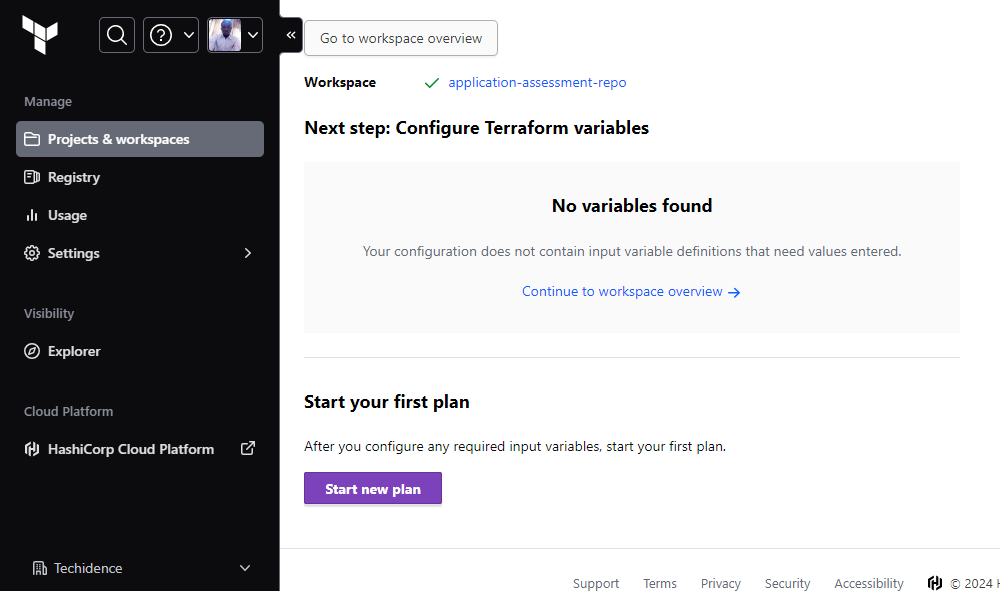 Manage
Projects & workspaces
Registry
Usage
Settings
Visibility
Explorer
Cloud Platform
HashiCorp Cloud Platform
Techidence
Go to workspace overview
Workspace application-assessment-repo
Next step: Configure Terraform variables
No variables found
Your configuration does not contain input variable definitions that need values entered.
Continue to workspace overview
Start your first plan
After you configure any required input variables, start your first plan.
Start new plan
Support Terms Privacy Security Accessibility © 2024 H